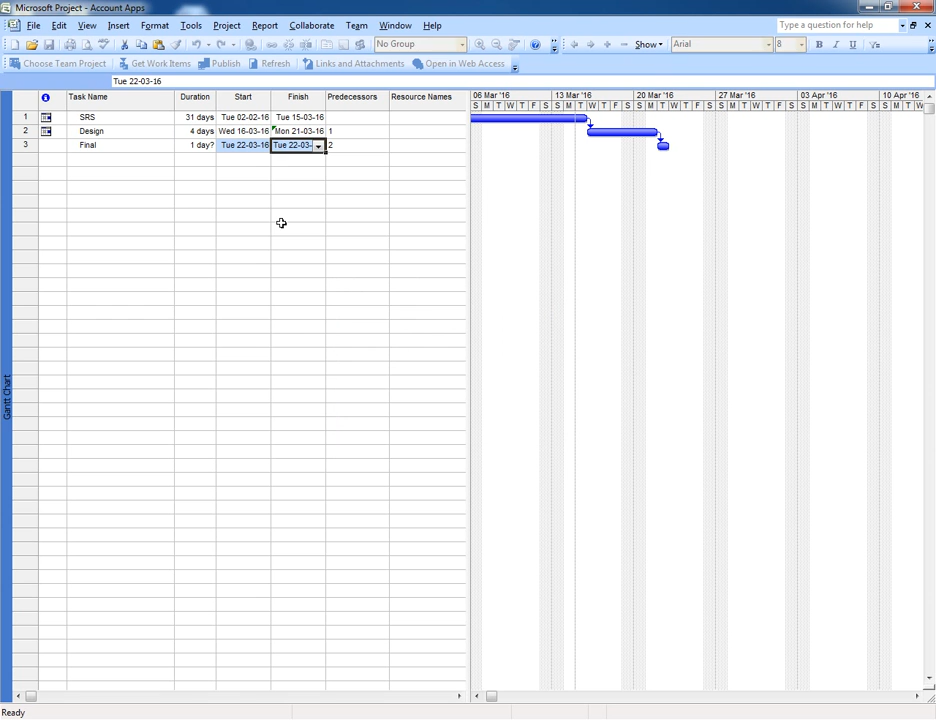 Microsoft Project - Account Apps
File Edit View Insert Format Tools Project Report Collaborate Team Window Help
Type a question for help
No Group
Show
Arial
8
B I U
Choose Team Project Get Work Items Publish Refresh Links and Attachments Open in Web Access
Tue 22-03-16
Task Name Duration Start Finish Predecessors Resource Names
06 Mar '16 13 Mar '16 20 Mar '16 27 Mar '16 03 Apr '16 10 Apr '16
S M T W T F S S M T W T F S S M T W T F S S M T W T F S S M T W T F S S M T W
1 SRS 31 days Tue 02-02-16 Tue 15-03-16
2 Design 4 days Wed 16-03-16 Mon 21-03-16 1
3 Final 1 day? Tue 22-03-16 Tue 22-03- 2
Gantt Chart
Ready